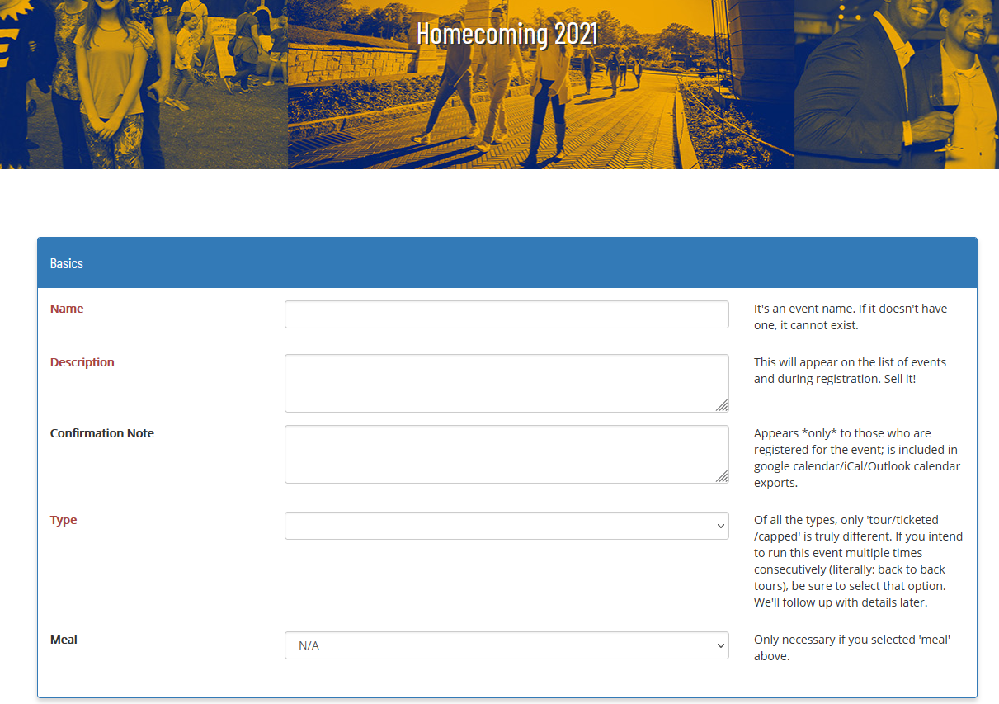 Homecoming 2021
Basics
Name
It's an event name. If it doesn't have
one, it cannot exist.
Description
This will appear on the list of events
and during registration. Sell it!
Confirmation Note
Appears *only* to those who are
registered for the event; is included in
google calendar/iCal/Outlook calendar
exports.
Type
-
Of all the types, only 'tour/ticketed
/capped' is truly different. If you intend
to run this event multiple times
consecutively (literally: back to back
tours), be sure to select that option.
We'll follow up with details later.
Meal
N/A
Only necessary if you selected 'meal'
above.